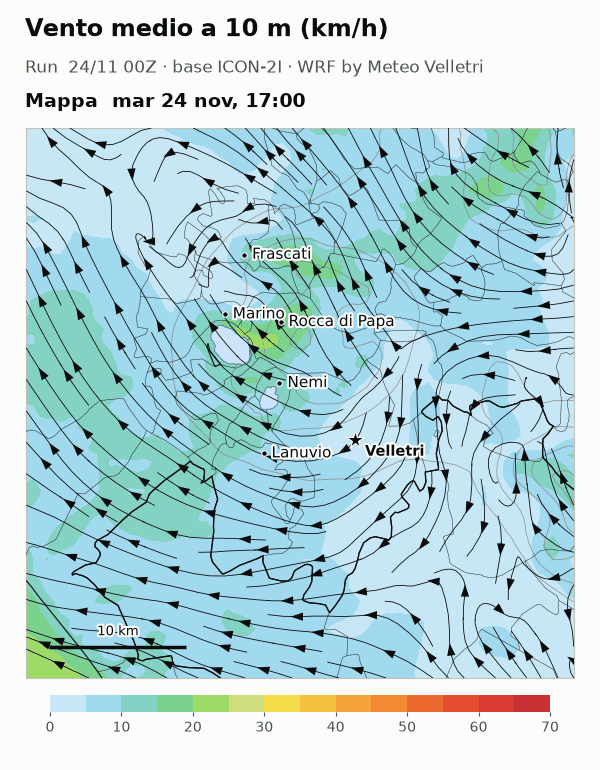 Vento medio a 10 m (km/h)
Run  24/11 00Z · base ICON-2I · WRF by Meteo Velletri
Mappa  mar 24 nov, 17:00
Frascati
Marino
Rocca di Papa
Nemi
Lanuvio
Velletri
10 km
0 10 20 30 40 50 60 70